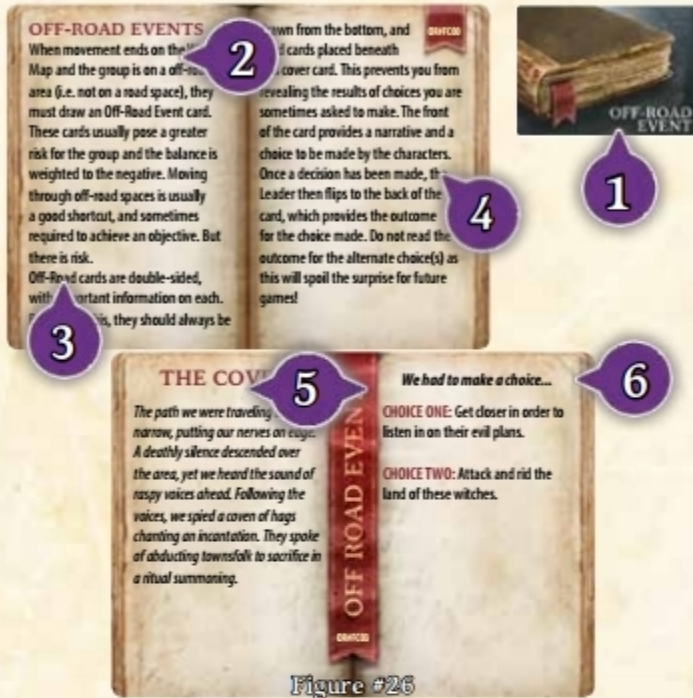 OFF-ROAD EVENTS
When movement ends on the
Map and the group is on a off-road
area (i.e. not on a road space), they
must draw an Off-Road Event card.
These cards usually pose a greater
risk for the group and the balance is
weighted to the negative. Moving
through off-road spaces is usually
a good shortcut, and sometimes
required to achieve an objective. But
there is risk.
Off-Road cards are double-sided,
with important information on each.
this, they should always be
drawn from the bottom, and
cards placed beneath
cover card. This prevents you from
revealing the results of choices you are
sometimes asked to make. The front
of the card provides a narrative and a
choice to be made by the characters.
Once a decision has been made, the
Leader then flips to the back of the
card, which provides the outcome
for the choice made. Do not read the
outcome for the alternate choice(s) as
this will spoil the surprise for future
games!
OFF-ROAD
EVENT
1
2
3
4
5
6
THE COVEN
The path we were traveling
narrow, putting our nerves on edge.
A deathly silence descended over
the area, yet we heard the sound of
raspy voices ahead. Following the
voices, we spied a coven of hags
chanting an incantation. They spoke
of abducting townsfolk to sacrifice in
a ritual summoning.
OFF ROAD EVENT
We had to make a choice...
CHOICE ONE: Get closer in order to
listen in on their evil plans.
CHOICE TWO: Attack and rid the
land of these witches.
Figure #26